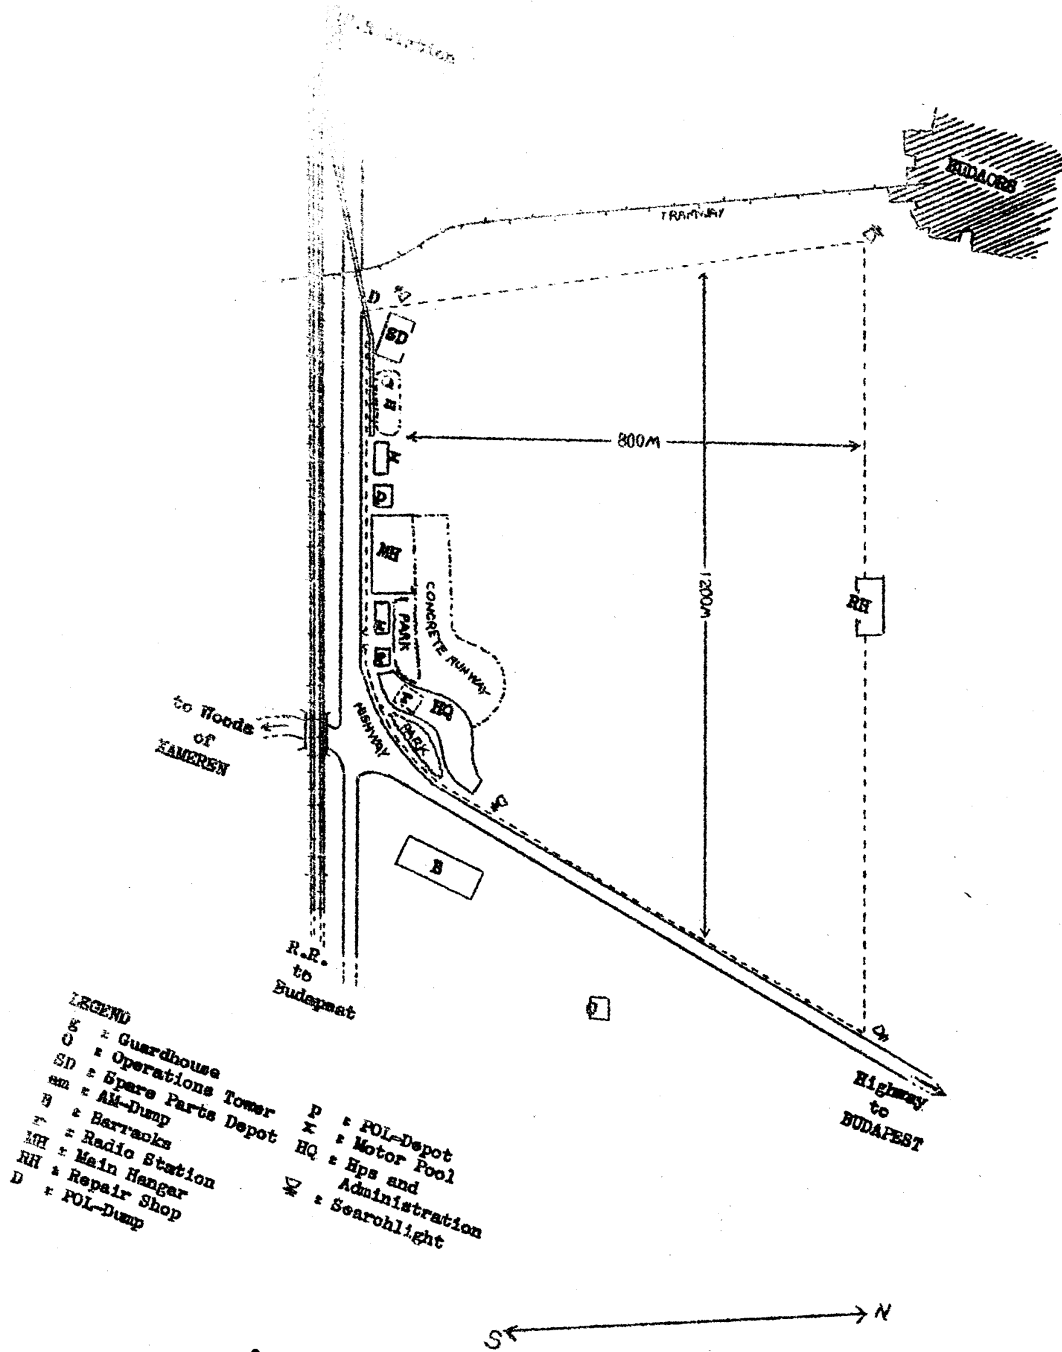 R.R. Station
BUDAORS
TRAMWAY
D
SD
H
800M
M
P
MH
1200M
RH
CONCRETE RUNWAY
PARK
HQ
PARK
HIGHWAY
to Woods
of
KAMEREN
B
R.R.
to
Budapest
Highway
to
BUDAPEST
LEGEND
g = Guardhouse
O = Operations Tower
SD = Spare Parts Depot
am = AM-Dump
B = Barracks
r = Radio Station
MH = Main Hangar
RH = Repair Shop
D = POL-Dump
P = POL-Depot
= Motor Pool
HQ = Hps and
Administration
= Searchlight
S
N